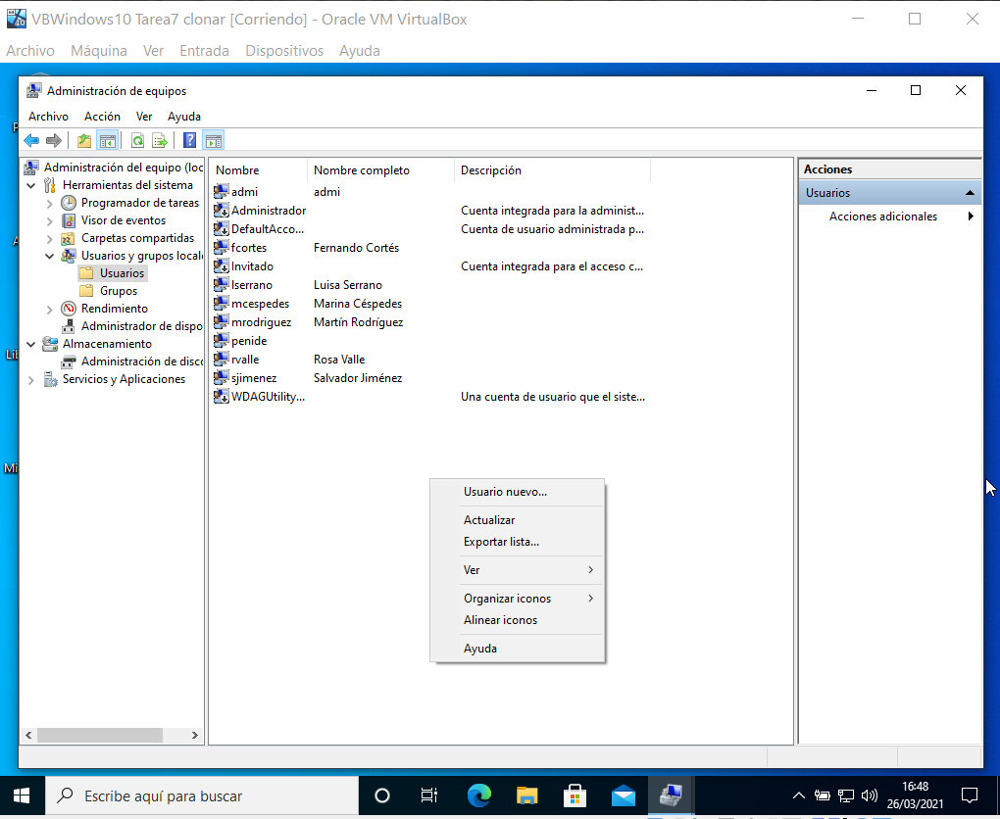 VBWindows10 Tarea7 clonar [Corriendo] - Oracle VM VirtualBox
Archivo Máquina Ver Entrada Dispositivos Ayuda
Administración de equipos
Archivo Acción Ver Ayuda
Administración del equipo (loc
Herramientas del sistema
Programador de tareas
Visor de eventos
Carpetas compartidas
Usuarios y grupos local
Usuarios
Grupos
Rendimiento
Administrador de dispo
Almacenamiento
Administración de disc
Servicios y Aplicaciones
Nombre Nombre completo Descripción
admi admi
Administrador Cuenta integrada para la administ...
DefaultAcco... Cuenta de usuario administrada p...
fcortes Fernando Cortés
Invitado Cuenta integrada para el acceso c...
lserrano Luisa Serrano
mcespedes Marina Céspedes
mrodriguez Martín Rodríguez
penide
rvalle Rosa Valle
sjimenez Salvador Jiménez
WDAGUtility... Una cuenta de usuario que el siste...
Usuario nuevo...
Actualizar
Exportar lista...
Ver
Organizar iconos
Alinear iconos
Ayuda
Acciones
Usuarios
Acciones adicionales
Lib
Mi
Escribe aquí para buscar
16:48
26/03/2021